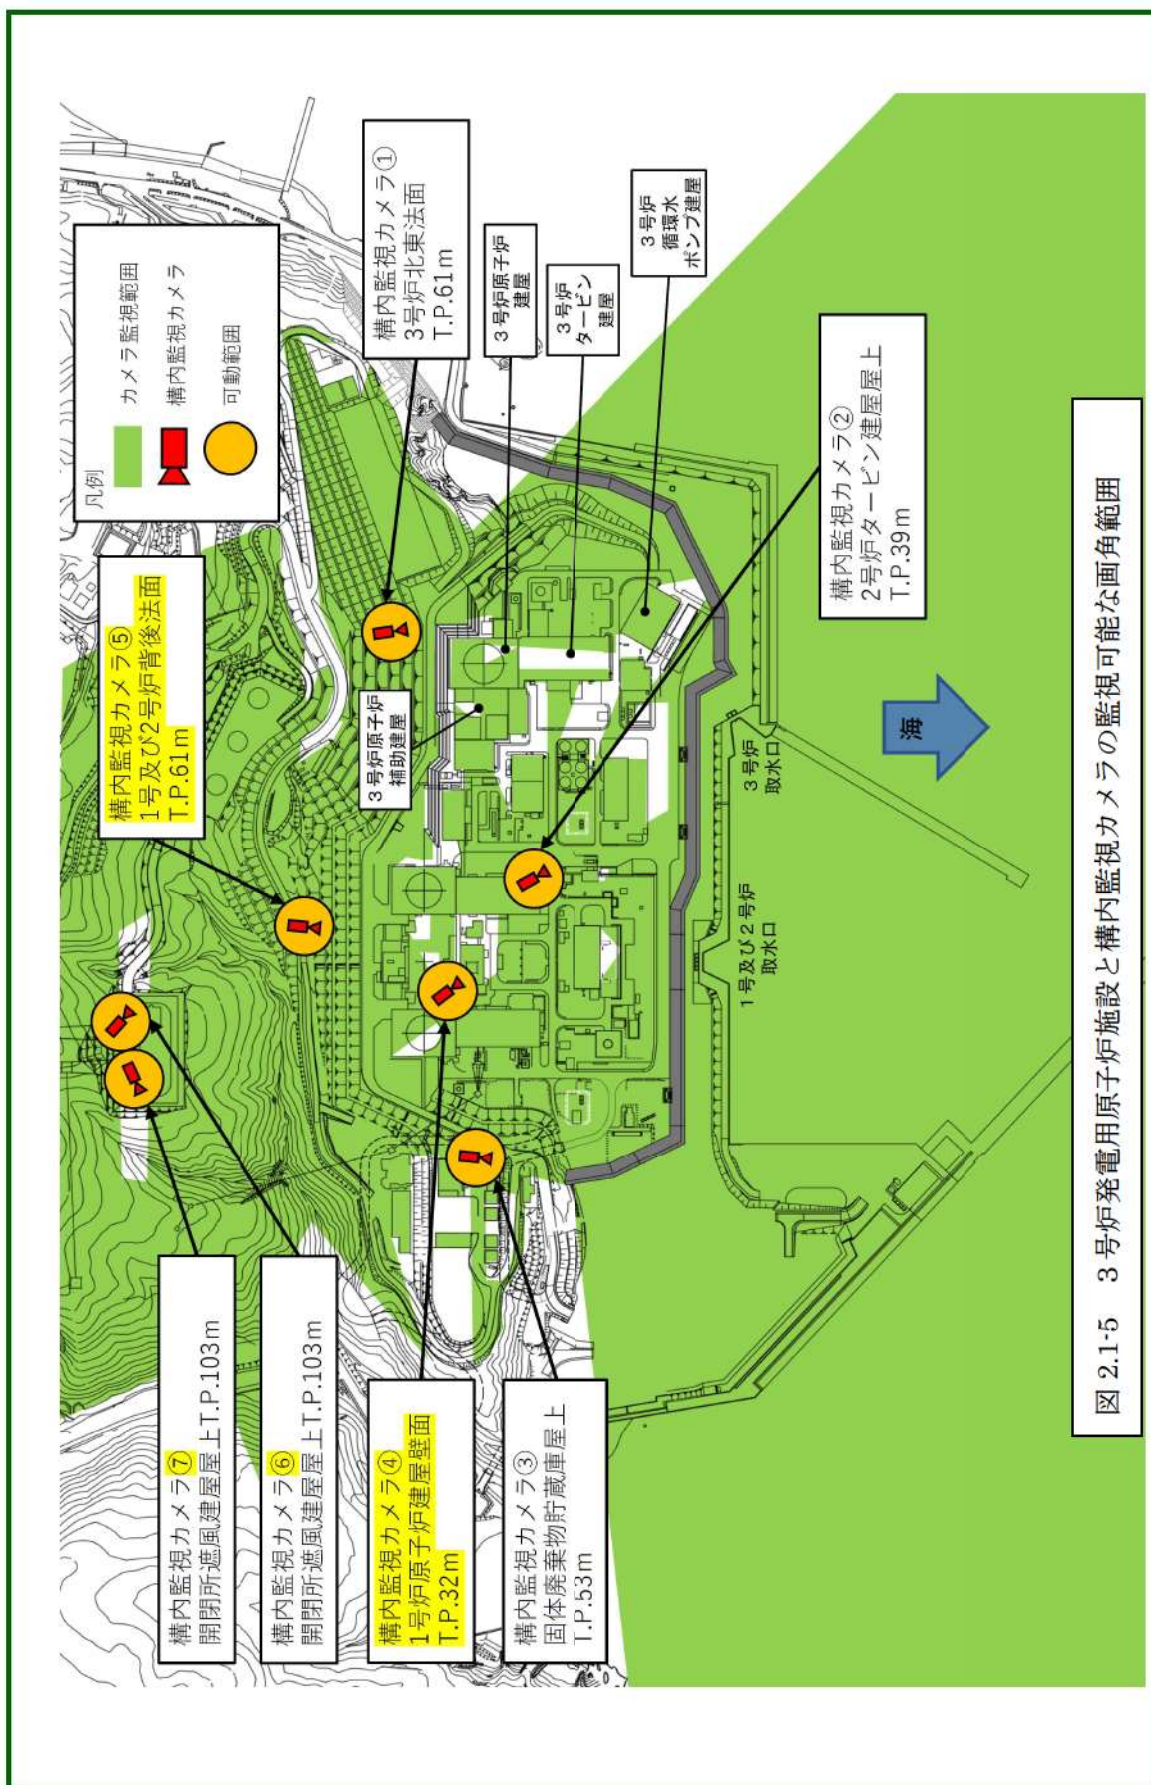 構内監視カメラ⑦
開閉所遮風建屋屋上T.P.103m
構内監視カメラ⑥
開閉所遮風建屋屋上T.P.103m
構内監視カメラ④
1号炉原子炉建屋壁面
T.P.32m
構内監視カメラ③
固体廃棄物貯蔵庫屋上
T.P.53m
構内監視カメラ⑤
1号及び2号炉背後法面
T.P.61m
凡例
カメラ監視範囲
構内監視カメラ
可動範囲
構内監視カメラ①
3号炉北東法面
T.P.61m
3号炉原子炉
補助建屋
3号炉原子炉
建屋
3号炉
タービン
建屋
3号炉
循環水
ポンプ建屋
構内監視カメラ②
2号炉タービン建屋屋上
T.P.39m
1号及び2号炉
取水口
3号炉
取水口
海
図 2.1-5 3号炉発電用原子炉施設と構内監視カメラの監視可能な画角範囲